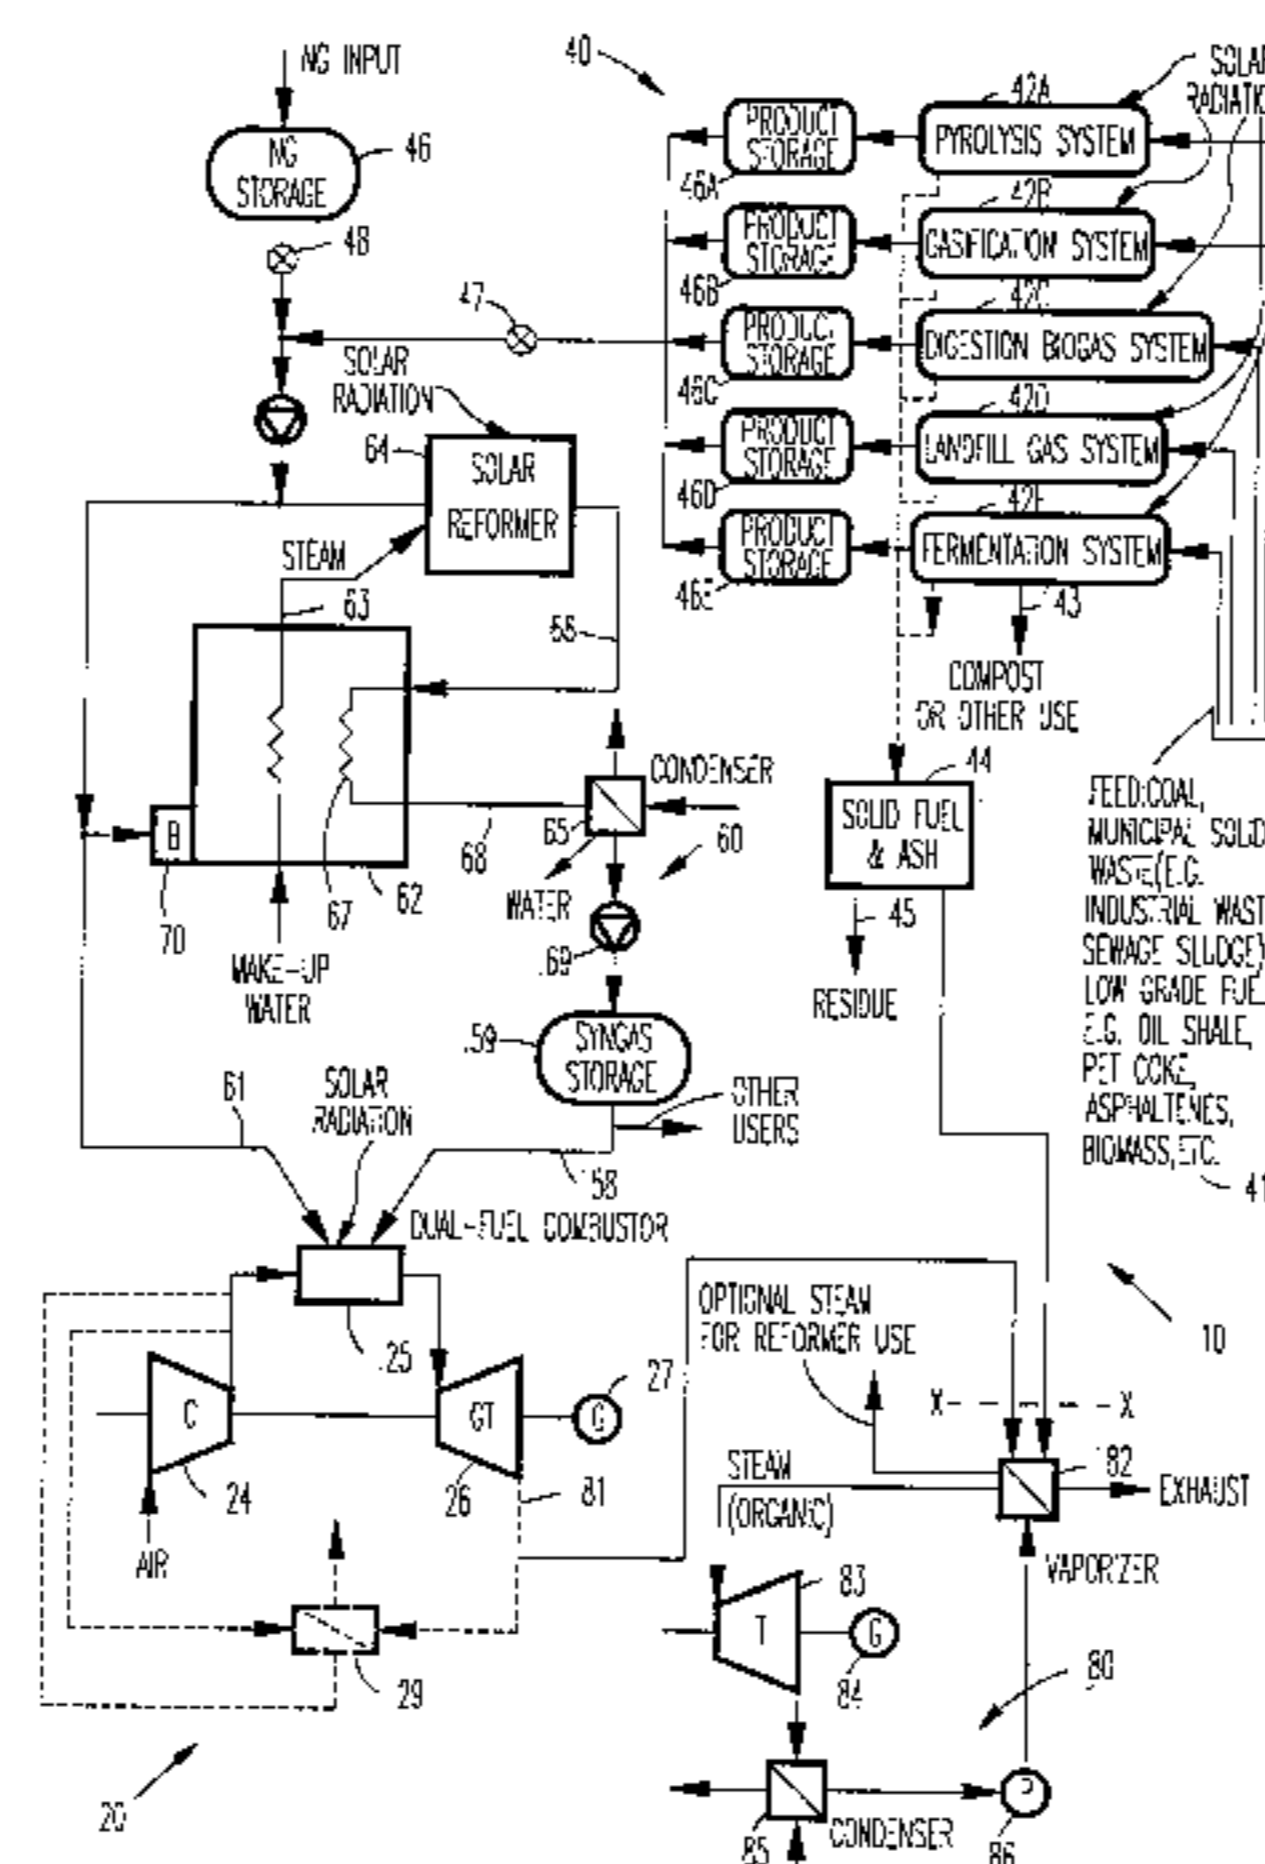 NG INPUT
NG
STORAGE
46
48
47
40
PRODUCT
STORAGE
46A
42A
PYROLYSIS SYSTEM
SOLAR
PRODUCT
STORAGE
46B
42B
GASIFICATION SYSTEM
PRODUCT
STORAGE
46C
42C
DIGESTION BIOGAS SYSTEM
PRODUCT
STORAGE
46D
42D
LANDFILL GAS SYSTEM
PRODUCT
STORAGE
46E
42E
FERMENTATION SYSTEM
43
COMPOST
OR OTHER USE
SOLAR
RADIATION
64
SOLAR
REFORMER
STEAM
63
B
70
67
62
MAKE-UP
WATER
68
65
CONDENSER
60
WATER
69
59
SYNGAS
STORAGE
OTHER
USERS
58
44
SOLID FUEL
& ASH
45
RESIDUE
FEED:COAL,
MUNICIPAL SOLID
WASTE(E.G.
INDUSTRIAL WAST
SEWAGE SLUDGE)
LOW GRADE FUEL
E.G. OIL SHALE,
PET COKE,
ASPHALTENES,
BIOMASS,ETC.
41
61
SOLAR
RADIATION
DUAL-FUEL COMBUSTOR
25
C
24
AIR
GT
26
G
27
81
29
20
OPTIONAL STEAM
FOR REFORMER USE
10
X
X
82
EXHAUST
VAPORIZER
STEAM
(ORGANIC)
T
83
G
84
80
85
CONDENSER
P
86